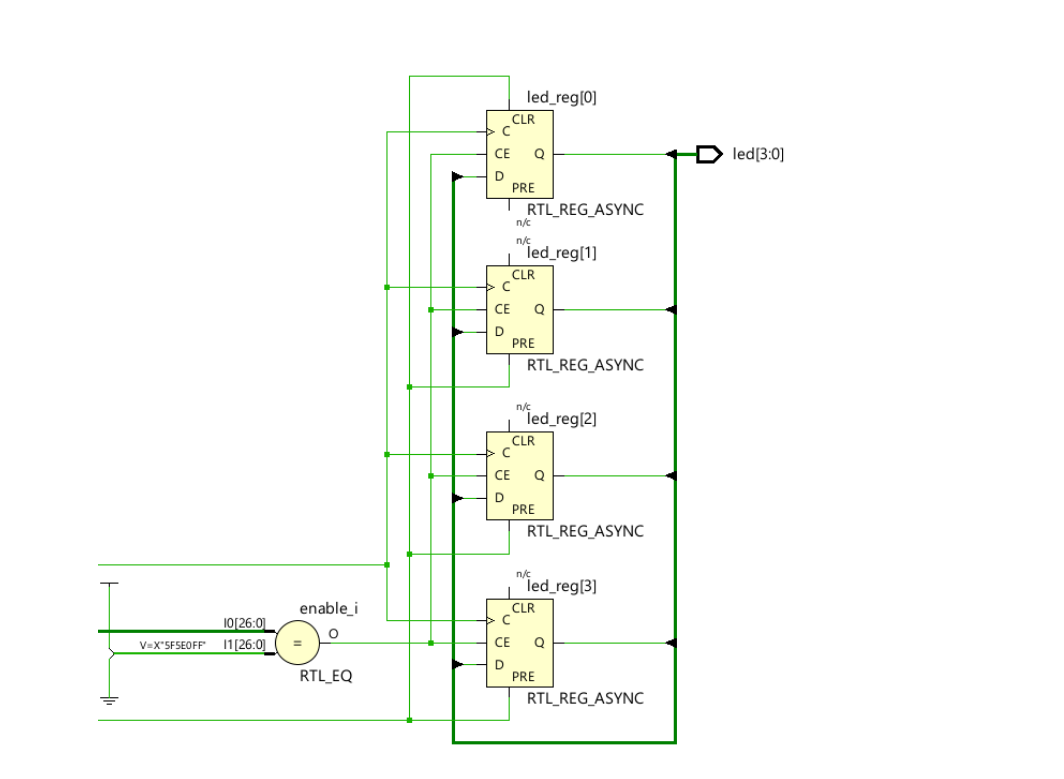 led_reg[0]
CLR
C
CE
Q
D
PRE
RTL_REG_ASYNC
n/c
led[3:0]
n/c
led_reg[1]
CLR
C
CE
Q
D
PRE
RTL_REG_ASYNC
n/c
led_reg[2]
CLR
C
CE
Q
D
PRE
RTL_REG_ASYNC
n/c
led_reg[3]
CLR
C
CE
Q
D
PRE
RTL_REG_ASYNC
enable_i
I0[26:0]
V=X"5F5E0FF"
I1[26:0]
=
O
RTL_EQ